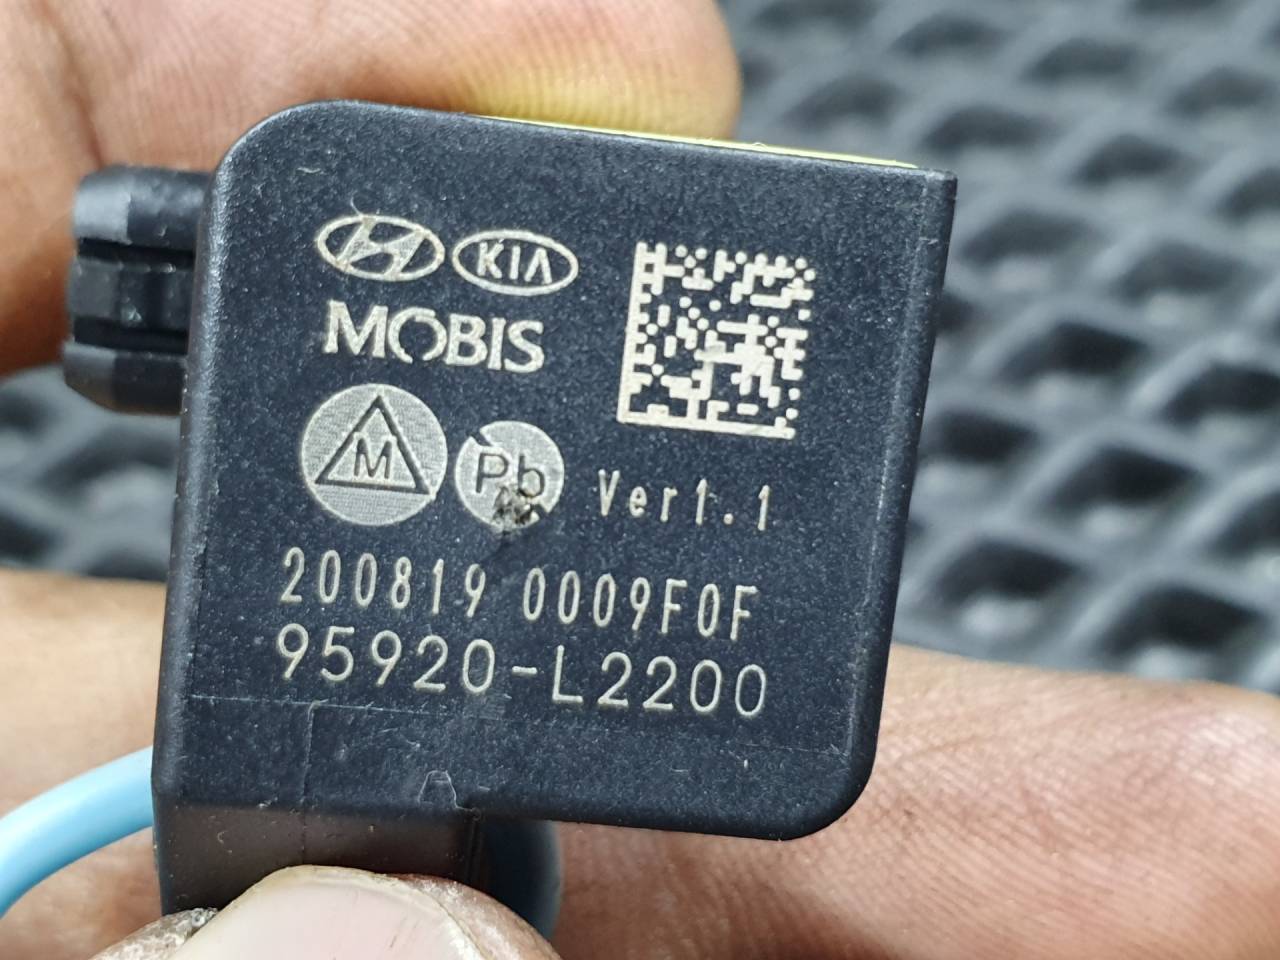 KIA
MOBIS
M
Pb
Ver1.1
200819 0009F0F
95920-L2200